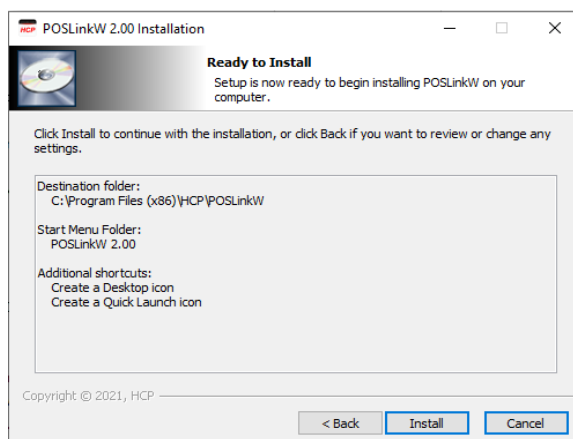 HCP POSLinkW 2.00 Installation
Ready to Install
Setup is now ready to begin installing POSLinkW on your
computer.
Click Install to continue with the installation, or click Back if you want to review or change any
settings.
Destination folder:
C:\Program Files (x86)\HCP\POSLinkW
Start Menu Folder:
POSLinkW 2.00
Additional shortcuts:
Create a Desktop icon
Create a Quick Launch icon
Copyright © 2021, HCP
< Back Install Cancel